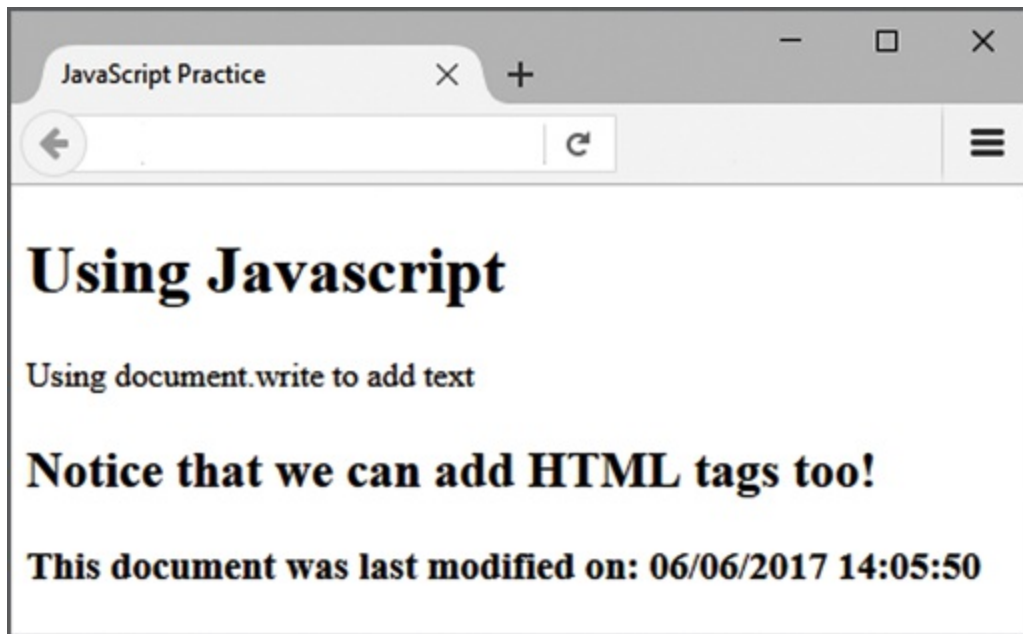 JavaScript Practice
Using Javascript
Using document.write to add text
Notice that we can add HTML tags too!
This document was last modified on: 06/06/2017 14:05:50